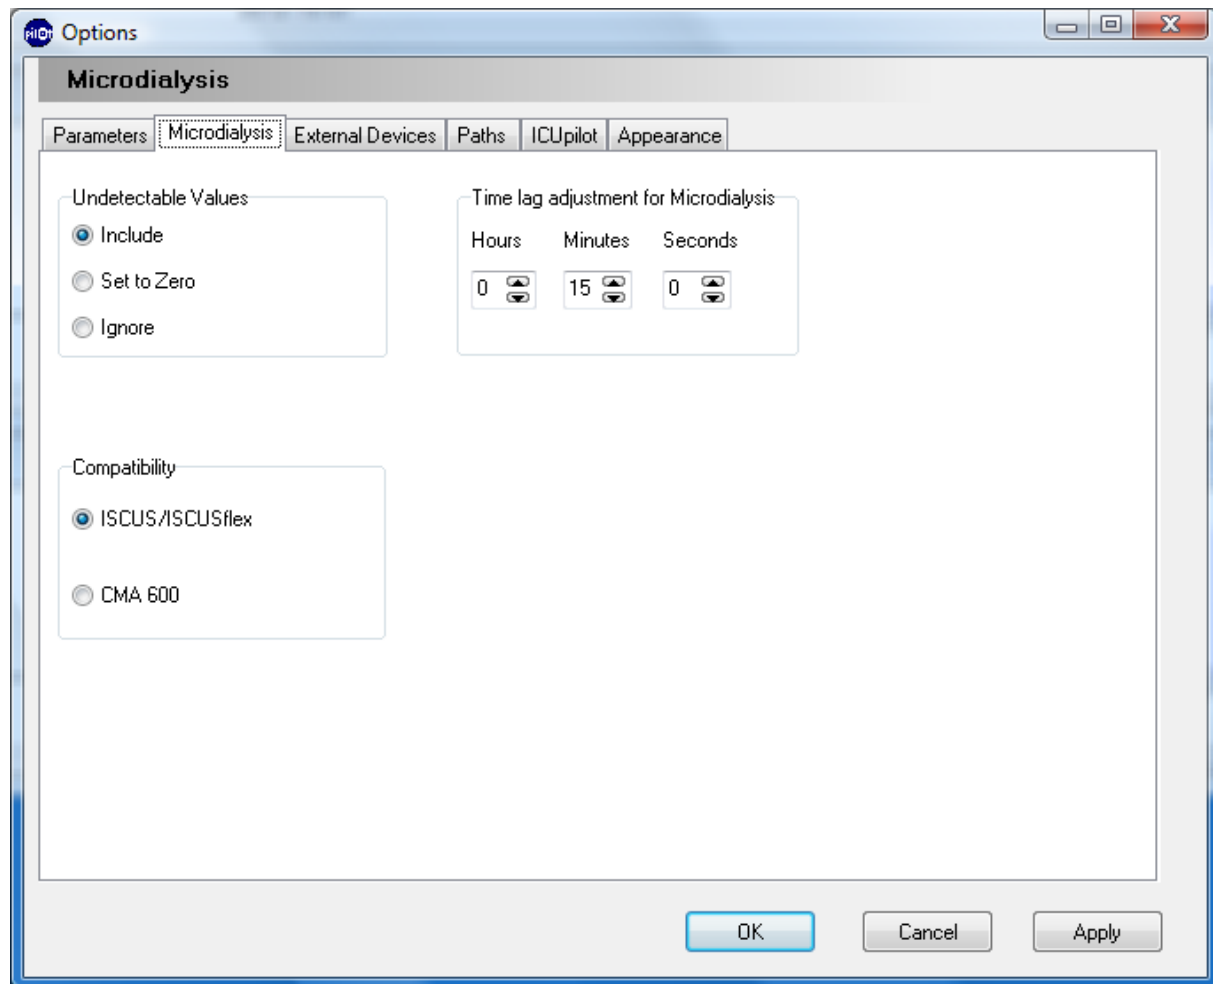 PilOt Options
Microdialysis
Parameters Microdialysis External Devices Paths ICUpilot Appearance
Undetectable Values
Include
Set to Zero
Ignore
Time lag adjustment for Microdialysis
Hours Minutes Seconds
0 15 0
Compatibility
ISCUS/ISCUSflex
CMA 600
OK Cancel Apply